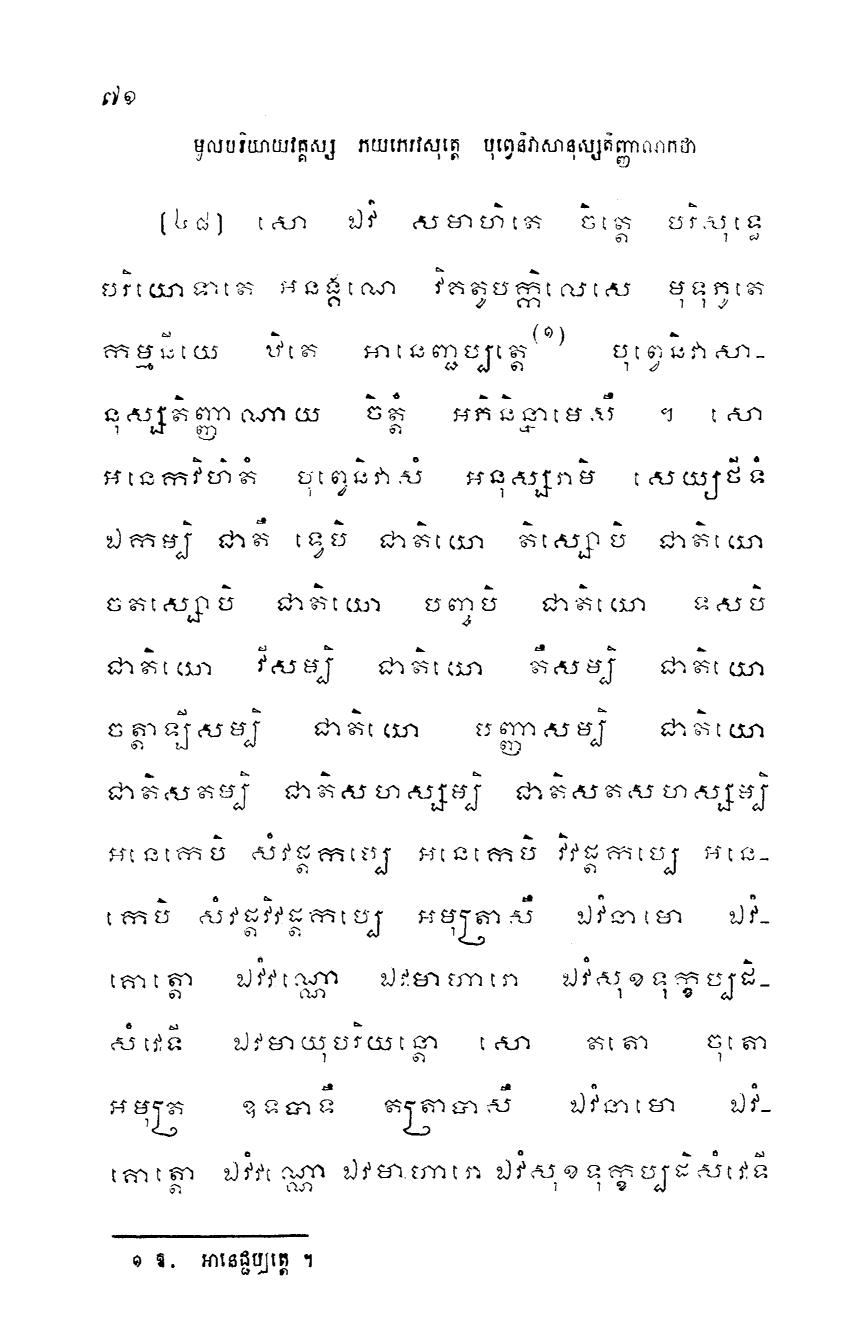 ៧១
មូលបរិយាយវគ្គស្ស ភយភេរវសុត្តេ បុព្វេនិវាសានុស្សតិញ្ញាណកថា
(៤៨) សោ ឯវំ សមាហិតេ ចិត្តេ បរិសុទ្ធេ
បរិយោទាតេ អនង្គណេ វិគតូបក្កិលេសេ មុទុភូតេ
កម្មនីយេ ឋិតេ អានេញ្ជប្បត្តេ(១) បុព្វេនិវាសា-
នុស្សតិញ្ញាណាយ ចិត្តំ អភិនិន្នាមេសឹ ។ សោ
អនេកវិហិតំ បុព្វេនិវាសំ អនុស្សរាមិ សេយ្យថីទំ
ឯកម្បិ ជាតឹ ទ្វេបិ ជាតិយោ តិស្សោបិ ជាតិយោ
ចតស្សោបិ ជាតិយោ បញ្ចបិ ជាតិយោ ទសបិ
ជាតិយោ វីសម្បិ ជាតិយោ តឹសម្បិ ជាតិយោ
ចត្តាឡីសម្បិ ជាតិយោ បញ្ញាសម្បិ ជាតិយោ
ជាតិសតម្បិ ជាតិសហស្សម្បិ ជាតិសតសហស្សម្បិ
អនេកេបិ សំវដ្តកប្បេ អនេកេបិ វិវដ្តកប្បេ អនេ-
កេបិ សំវដ្តវិវដ្តកប្បេ អមុត្រាសឹ ឯវំនាមោ ឯវំ-
គោត្តោ ឯវំវណ្ណោ ឯវមាហារោ ឯវំសុខទុក្ខប្បដិ-
សំវេទី ឯវមាយុបរិយន្តោ សោ តតោ ចុតោ
អមុត្រ ឧទបាទឹ តត្រាបាសឹ ឯវំនាមោ ឯវំ-
គោត្តោ ឯវំវណ្ណោ ឯវមាហារោ ឯវំសុខទុក្ខប្បដិសំវេទី
១ ឱ. អានេដ្ជប្បត្តេ ។